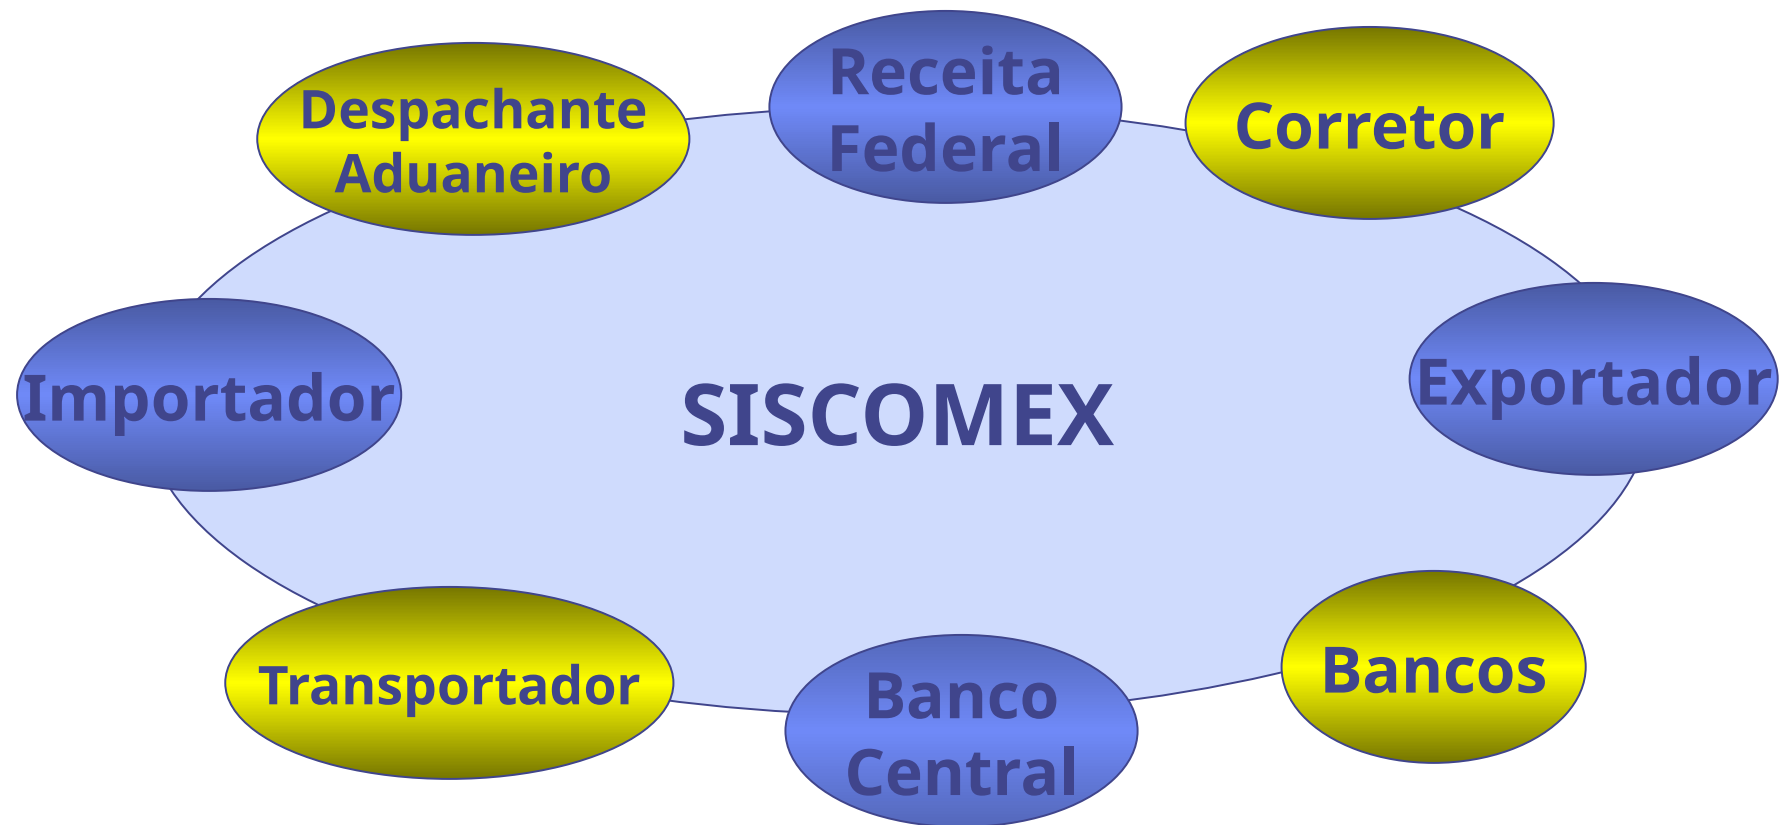 Receita
Federal
Despachante
Aduaneiro
Corretor
Importador
SISCOMEX
Exportador
Transportador
Banco
Central
Bancos